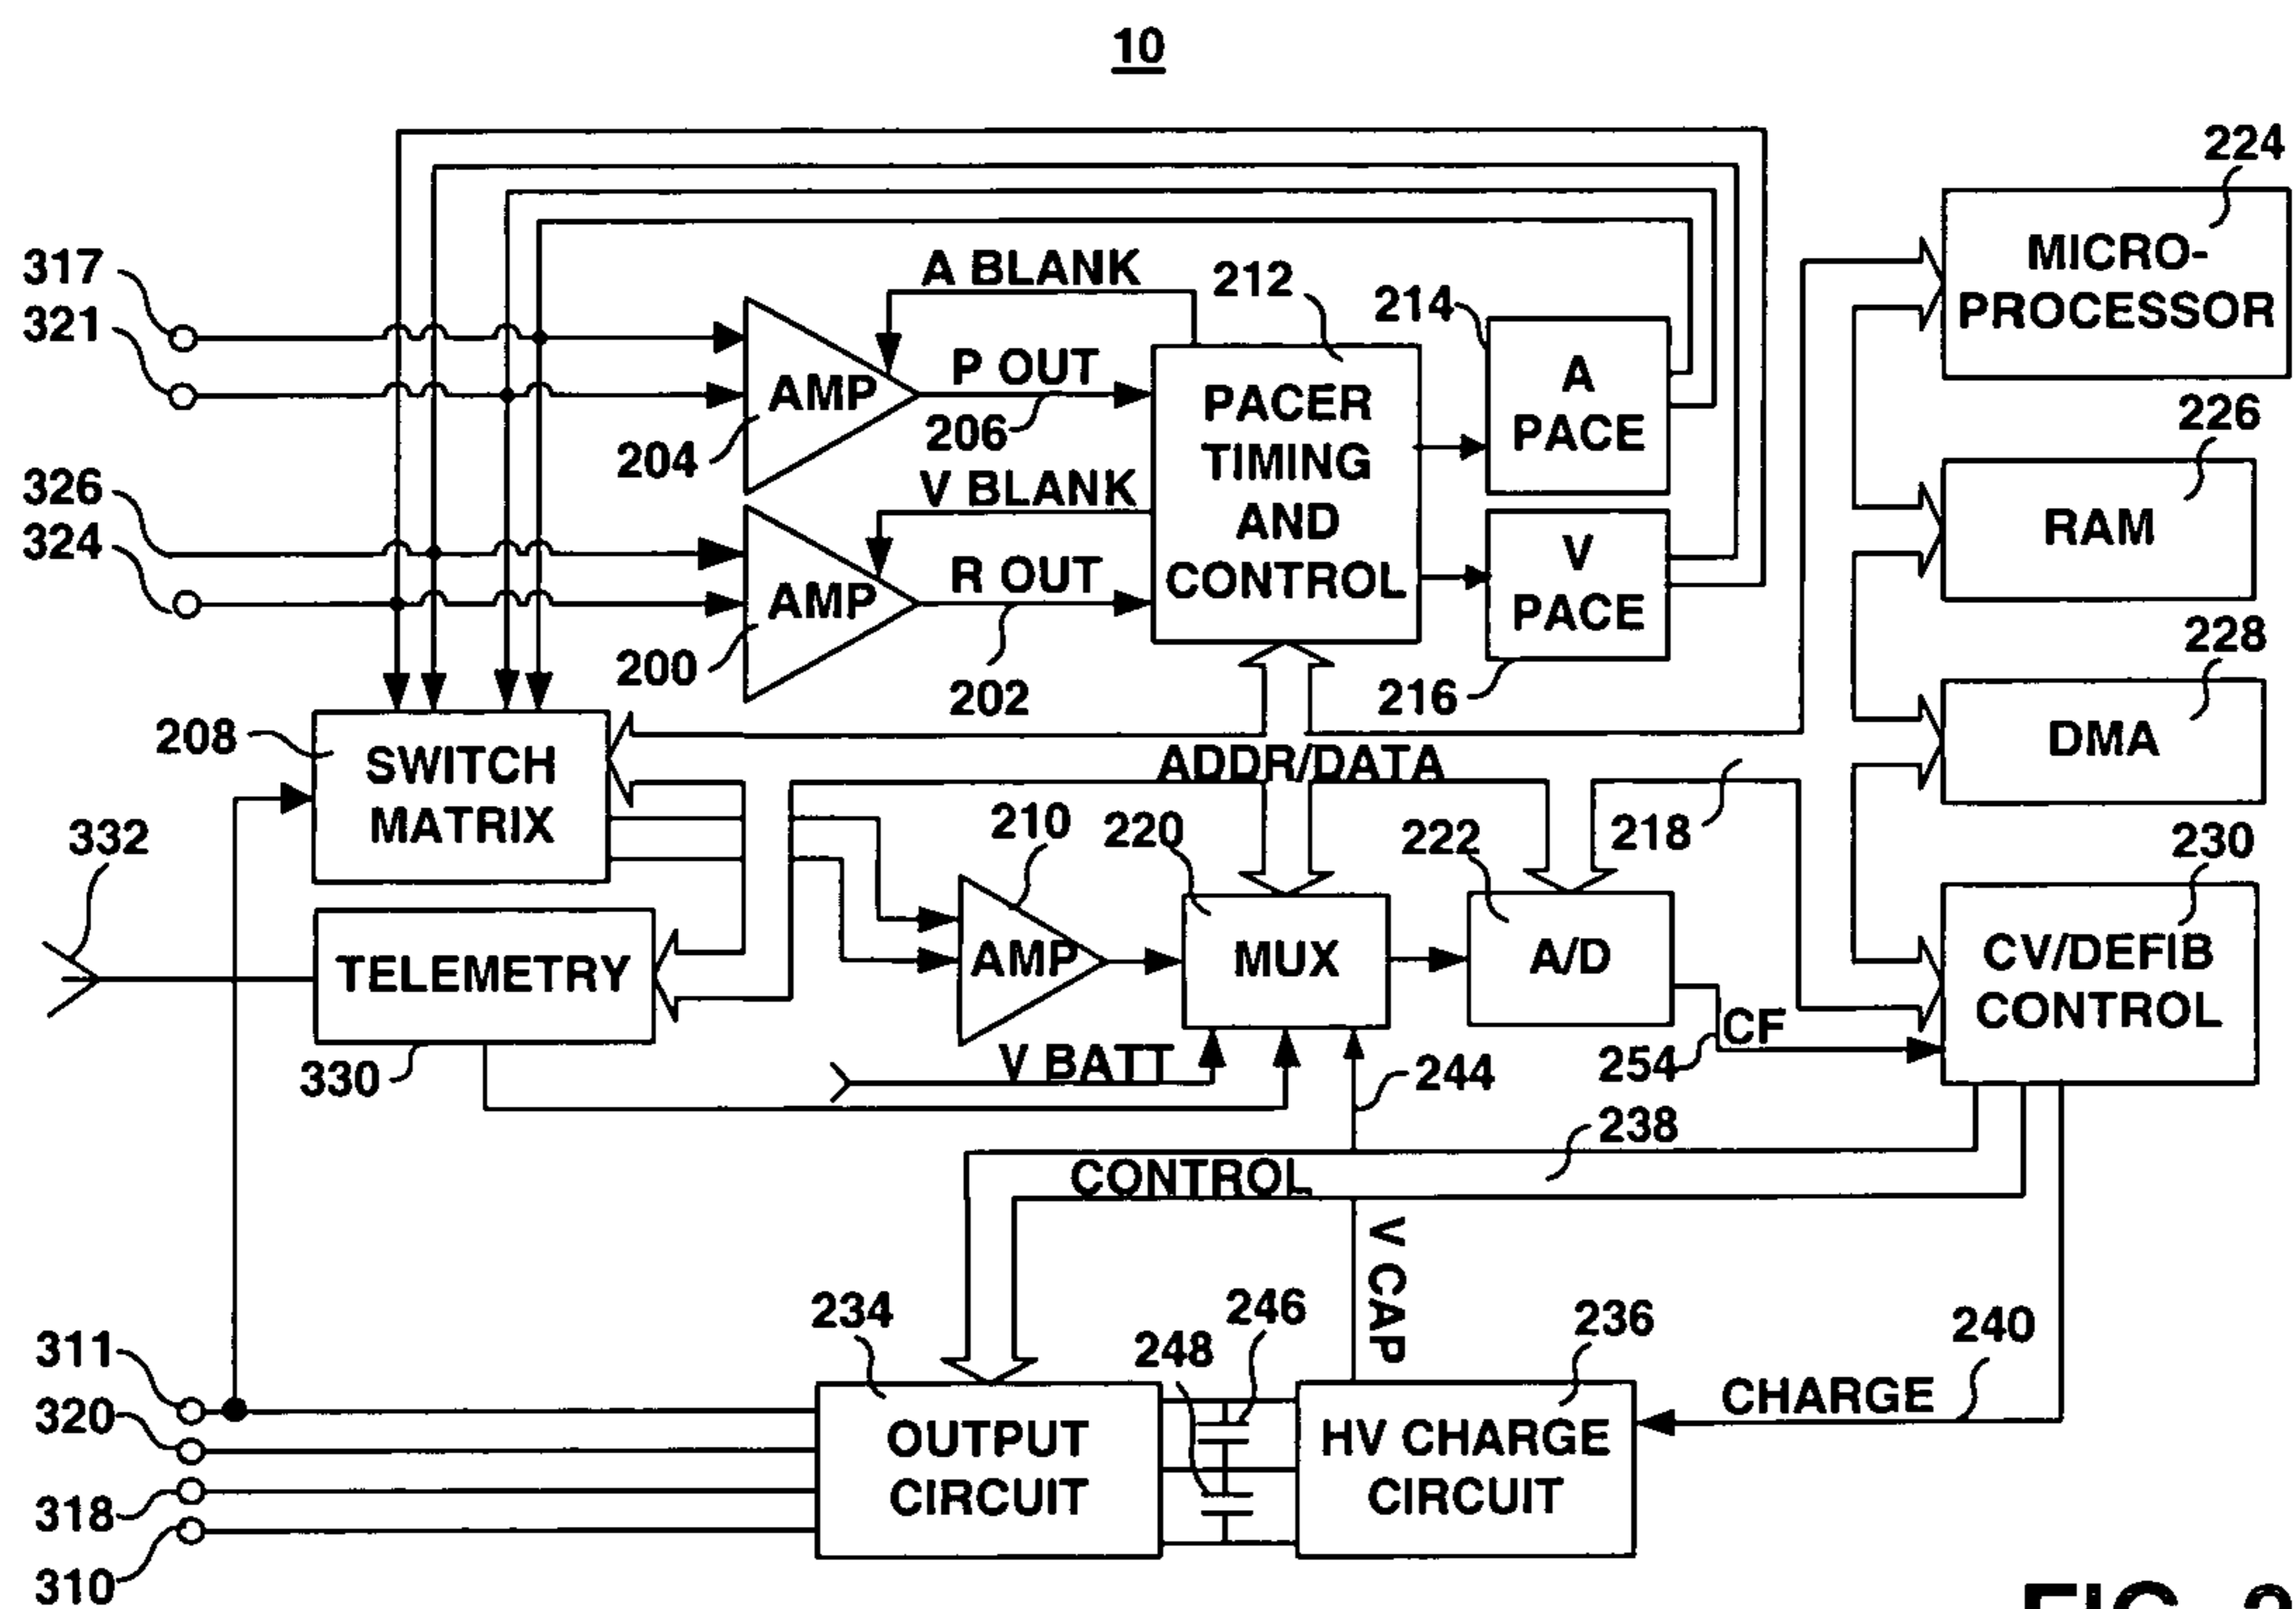 10
224
MICRO-
PROCESSOR
317
321
A BLANK
212
214
A
PACE
AMP
P OUT
206
204
PACER
TIMING
AND
CONTROL
226
RAM
326
324
V BLANK
V
PACE
AMP
R OUT
200
202
216
228
DMA
208
SWITCH
MATRIX
ADDR/DATA
218
332
210
220
222
230
TELEMETRY
AMP
MUX
A/D
CV/DEFIB
CONTROL
330
V BATT
244
254
CF
238
CONTROL
V CAP
234
246
248
236
240
CHARGE
311
320
318
310
OUTPUT
CIRCUIT
HV CHARGE
CIRCUIT
FIG.